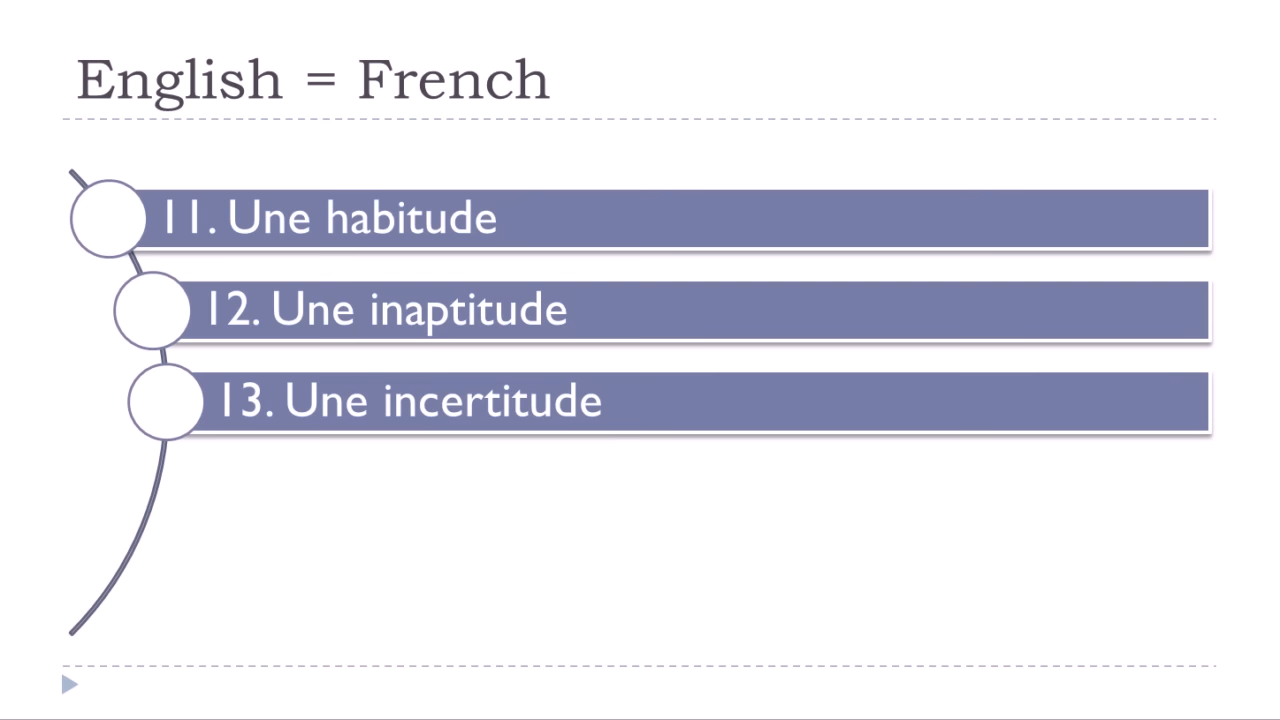 English = French
11. Une habitude
12. Une inaptitude
13. Une incertitude